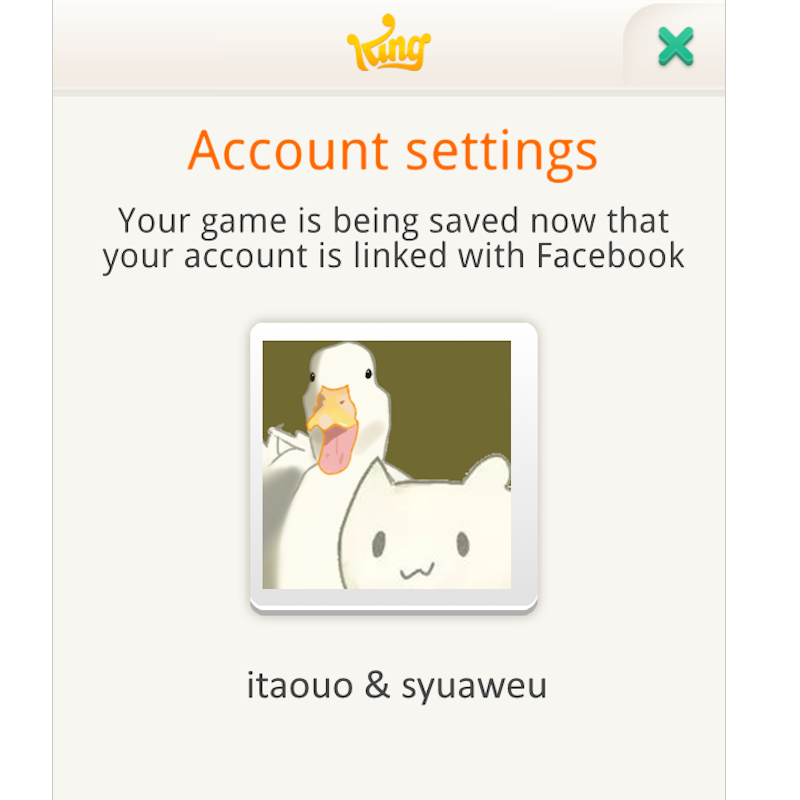 King
Account settings
Your game is being saved now that
your account is linked with Facebook
itaouo & syuaweu